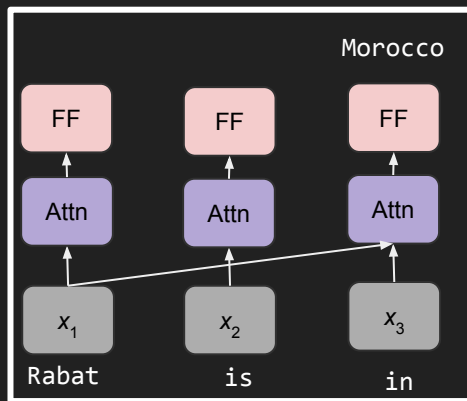 Morocco
FF FF FF
Attn Attn Attn
x₁ x₂ x₃
Rabat is in